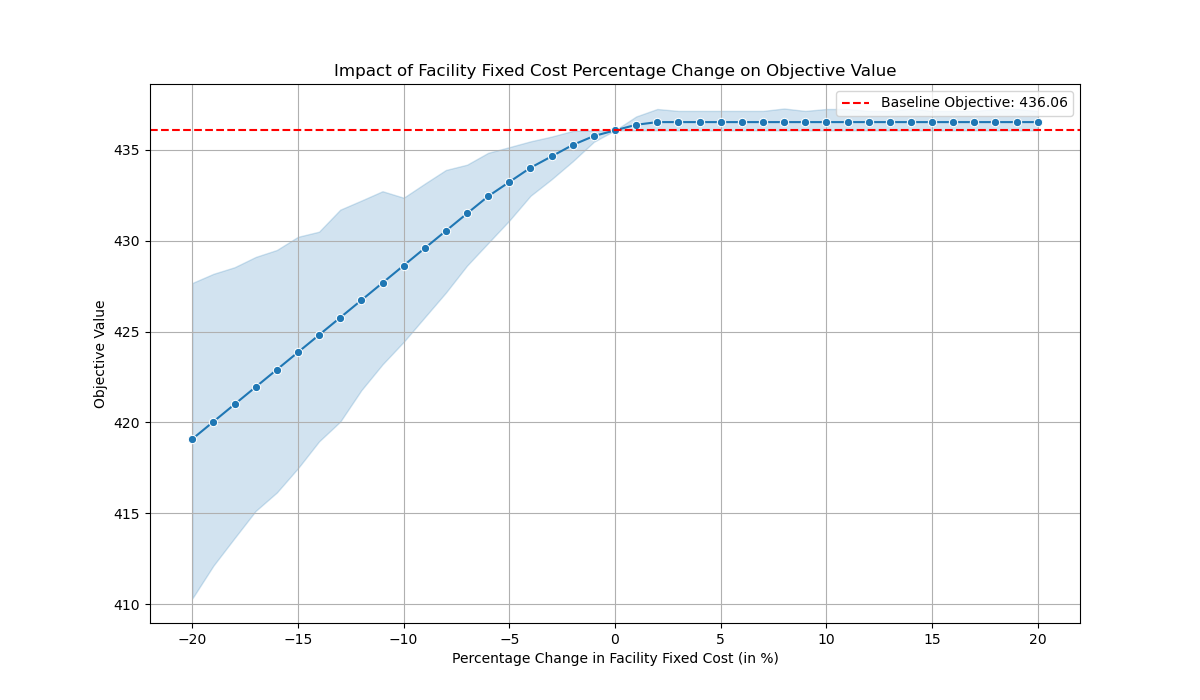 Impact of Facility Fixed Cost Percentage Change on Objective Value
Baseline Objective: 436.06
Objective Value
435
430
425
420
415
410
−20 −15 −10 −5 0 5 10 15 20
Percentage Change in Facility Fixed Cost (in %)